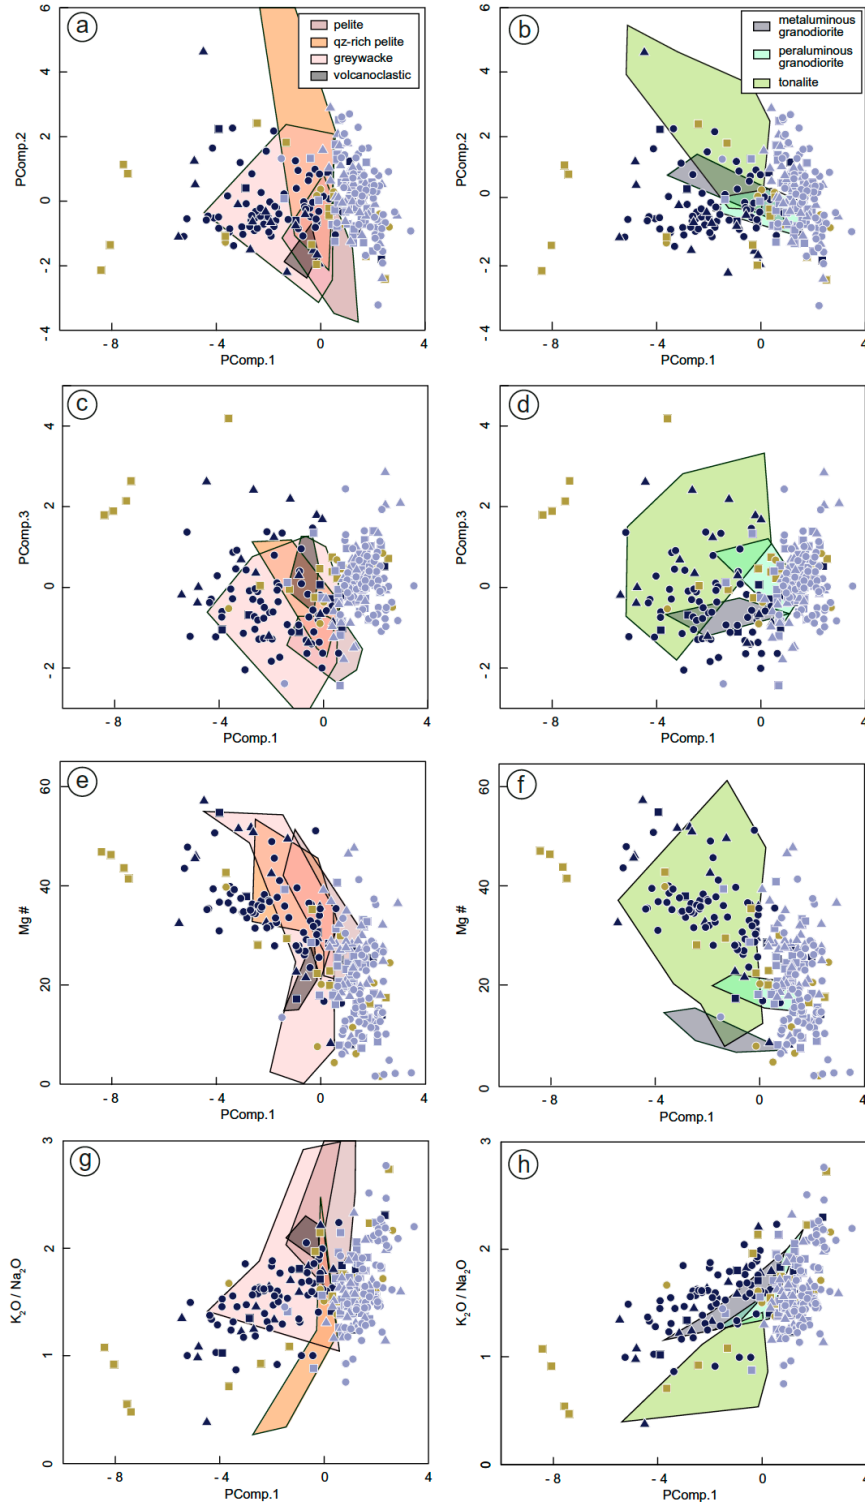 a
pelite
qz-rich pelite
greywacke
volcanoclastic
PComp.2
6
4
2
0
- 2
- 4
- 8
- 4
0
4
PComp.1
b
metaluminous
granodiorite
peraluminous
granodiorite
tonalite
PComp.2
6
4
2
0
- 2
- 4
- 8
- 4
0
4
PComp.1
c
PComp.3
4
2
0
- 2
- 8
- 4
0
4
PComp.1
d
PComp.3
4
2
0
- 2
- 8
- 4
0
4
PComp.1
e
Mg #
60
40
20
0
- 8
- 4
0
4
PComp.1
f
Mg #
60
40
20
0
- 8
- 4
0
4
PComp.1
g
K₂O / Na₂O
3
2
1
0
- 8
- 4
0
4
PComp.1
h
K₂O / Na₂O
3
2
1
0
- 8
- 4
0
4
PComp.1